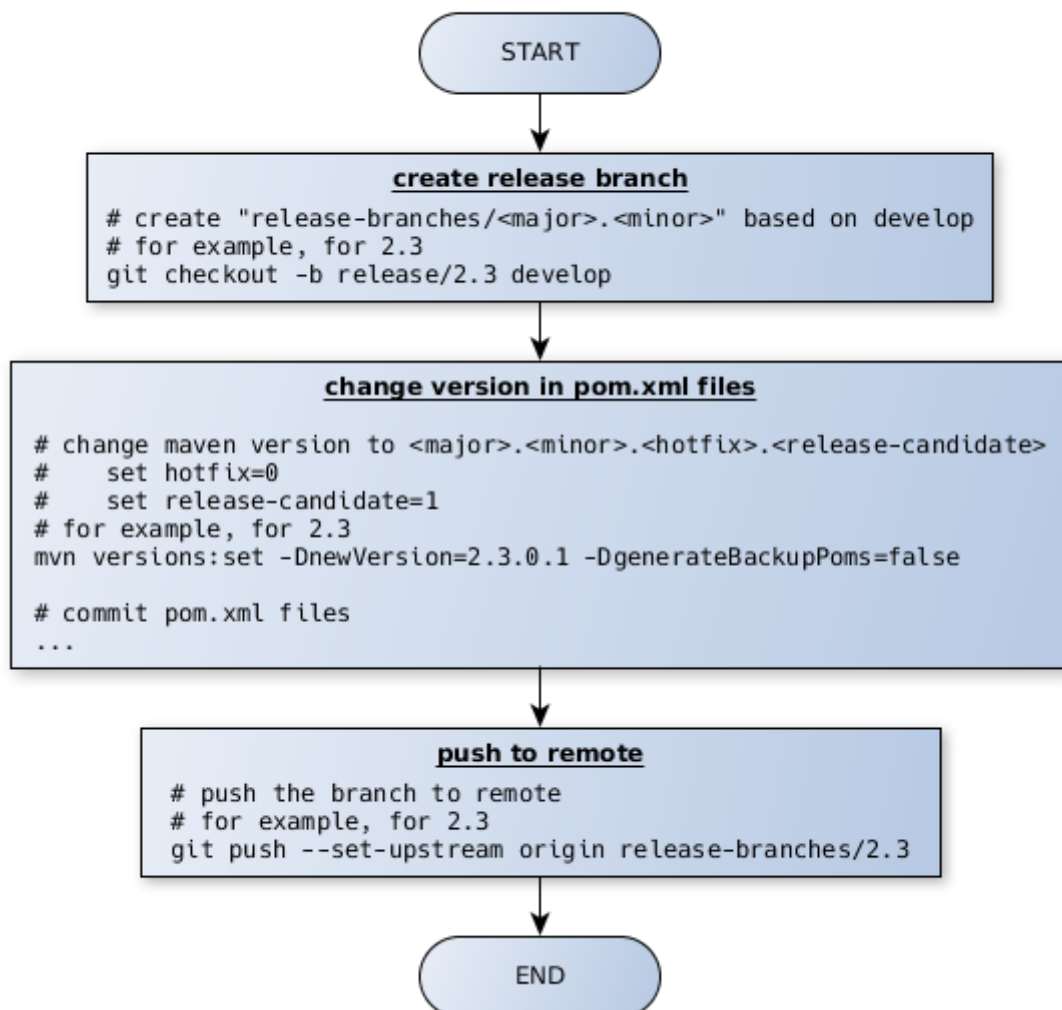 START
create release branch
# create "release-branches/<major>.<minor>" based on develop
# for example, for 2.3
git checkout -b release/2.3 develop
change version in pom.xml files
# change maven version to <major>.<minor>.<hotfix>.<release-candidate>
#    set hotfix=0
#    set release-candidate=1
# for example, for 2.3
mvn versions:set -DnewVersion=2.3.0.1 -DgenerateBackupPoms=false
# commit pom.xml files
...
push to remote
# push the branch to remote
# for example, for 2.3
git push --set-upstream origin release-branches/2.3
END